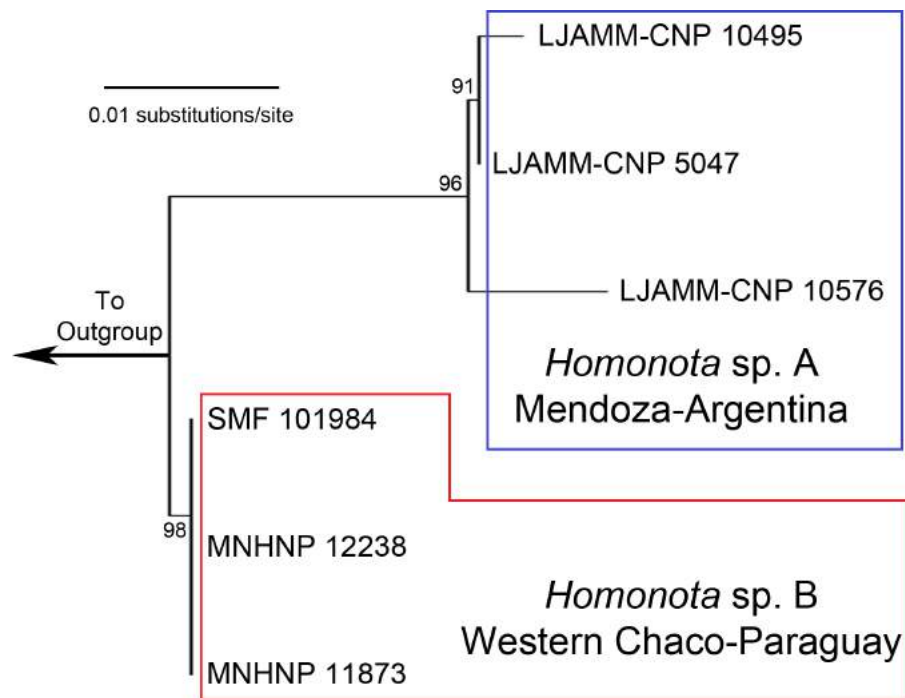 LJAMM-CNP 10495
91
0.01 substitutions/site
LJAMM-CNP 5047
96
LJAMM-CNP 10576
To
Outgroup
Homonota sp. A
Mendoza-Argentina
SMF 101984
98
MNHNP 12238
Homonota sp. B
Western Chaco-Paraguay
MNHNP 11873